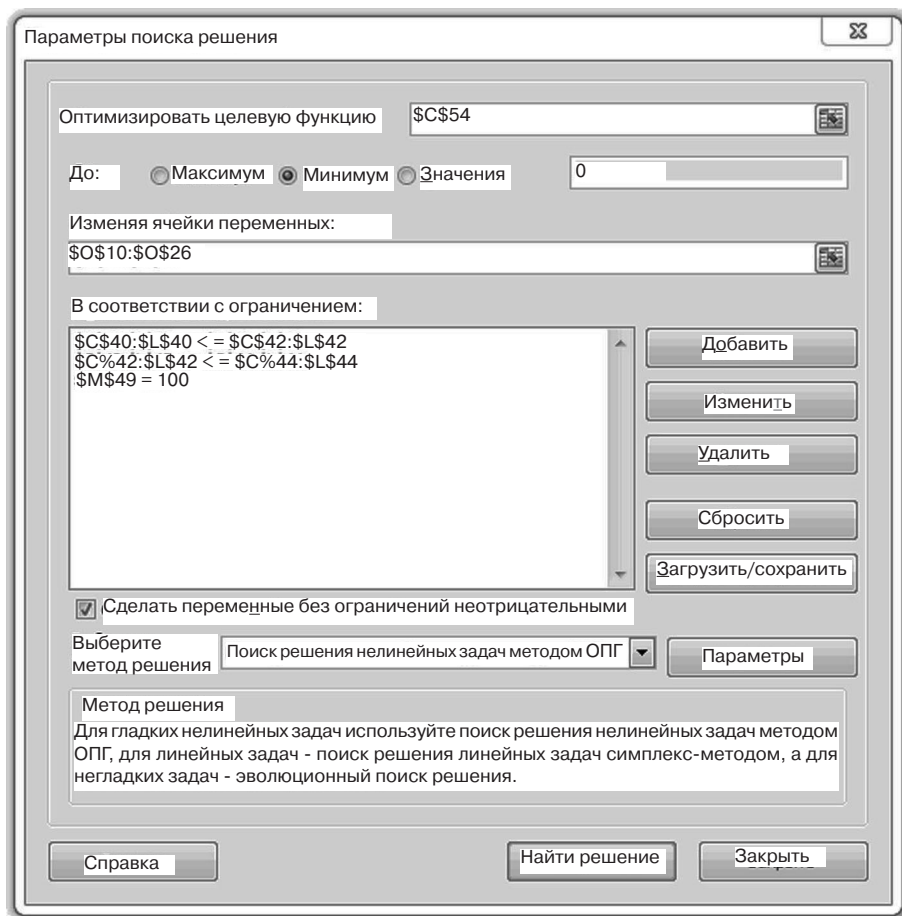 Параметры поиска решения
Оптимизировать целевую функцию $C$54
До: Максимум Минимум Значения 0
Изменяя ячейки переменных:
$O$10:$O$26
В соответствии с ограничением:
$C$40:$L$40 < = $C$42:$L$42
$C%42:$L$42 < = $C%44:$L$44
$M$49 = 100
Добавить
Изменить
Удалить
Сбросить
Загрузить/сохранить
Сделать переменные без ограничений неотрицательными
Выберите
метод решения
Поиск решения нелинейных задач методом ОПГ
Параметры
Метод решения
Для гладких нелинейных задач используйте поиск решения нелинейных задач методом
ОПГ, для линейных задач - поиск решения линейных задач симплекс-методом, а для
негладких задач - эволюционный поиск решения.
Справка Найти решение Закрыть